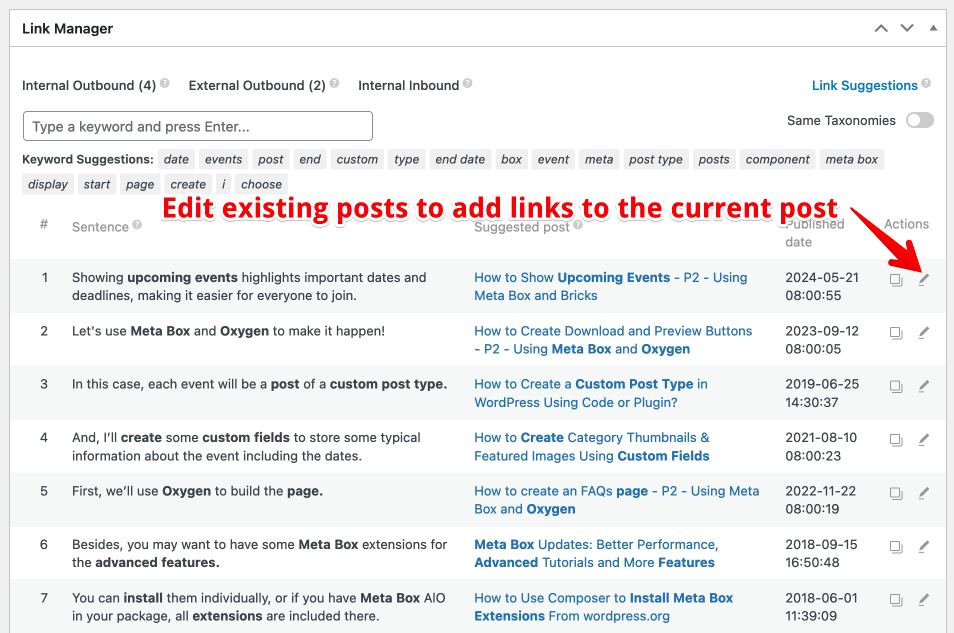 Link Manager
Internal Outbound (4) ? External Outbound (2) ? Internal Inbound ? Link Suggestions ?
Type a keyword and press Enter...
Same Taxonomies
Keyword Suggestions: date events post end custom type end date box event meta post type posts component meta box
display start page create i choose
Edit existing posts to add links to the current post
# Sentence ? Suggested post ? Published Actions
date
1 Showing upcoming events highlights important dates and How to Show Upcoming Events - P2 - Using 2024-05-21
deadlines, making it easier for everyone to join. Meta Box and Bricks 08:00:55
2 Let's use Meta Box and Oxygen to make it happen! How to Create Download and Preview Buttons 2023-09-12
- P2 - Using Meta Box and Oxygen 08:00:05
3 In this case, each event will be a post of a custom post type. How to Create a Custom Post Type in 2019-06-25
WordPress Using Code or Plugin? 14:30:37
4 And, I’ll create some custom fields to store some typical How to Create Category Thumbnails & 2021-08-10
information about the event including the dates. Featured Images Using Custom Fields 08:00:23
5 First, we’ll use Oxygen to build the page. How to create an FAQs page - P2 - Using Meta 2022-11-22
Box and Oxygen 08:00:19
6 Besides, you may want to have some Meta Box extensions for Meta Box Updates: Better Performance, 2018-09-15
the advanced features. Advanced Tutorials and More Features 16:50:48
7 You can install them individually, or if you have Meta Box AIO How to Use Composer to Install Meta Box 2018-06-01
in your package, all extensions are included there. Extensions From wordpress.org 11:39:09